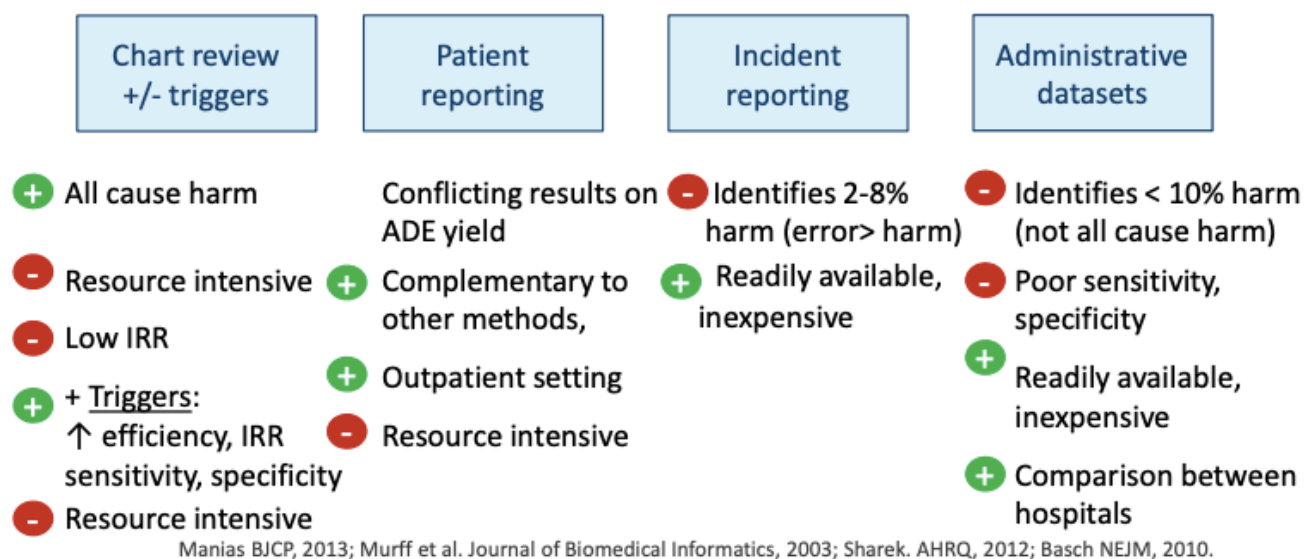 Chart review
+/- triggers
Patient
reporting
Incident
reporting
Administrative
datasets
+ All cause harm
- Resource intensive
- Low IRR
+ + Triggers:
↑ efficiency, IRR
sensitivity, specificity
- Resource intensive
Conflicting results on
ADE yield
+ Complementary to
other methods,
+ Outpatient setting
- Resource intensive
- Identifies 2-8%
harm (error> harm)
+ Readily available,
inexpensive
- Identifies < 10% harm
(not all cause harm)
- Poor sensitivity,
specificity
+ Readily available,
inexpensive
+ Comparison between
hospitals
Manias BJCP, 2013; Murff et al. Journal of Biomedical Informatics, 2003; Sharek. AHRQ, 2012; Basch NEJM, 2010.